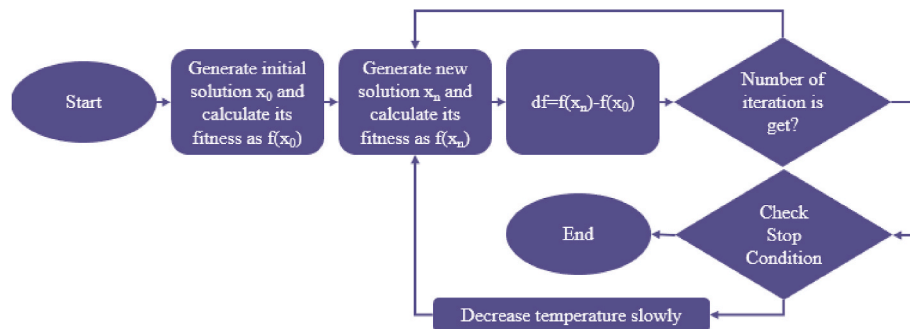 Start
Generate initial
solution x₀ and
calculate its
fitness as f(x₀)
Generate new
solution xₙ and
calculate its
fitness as f(xₙ)
df=f(xₙ)-f(x₀)
Number of
iteration is
get?
Check
Stop
Condition
End
Decrease temperature slowly